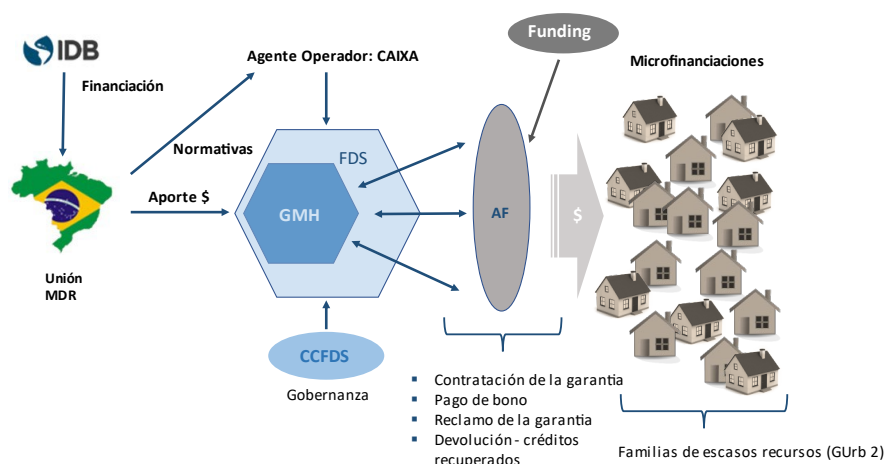 IDB
Financiación
Agente Operador: CAIXA
Funding
Microfinanciaciones
Normativas
FDS
Aporte $
GMH
AF
$
Unión
MDR
CCFDS
Gobernanza
▪ Contratación de la garantia
▪ Pago de bono
▪ Reclamo de la garantía
▪ Devolución - créditos
recuperados
Familias de escasos recursos (GUrb 2)